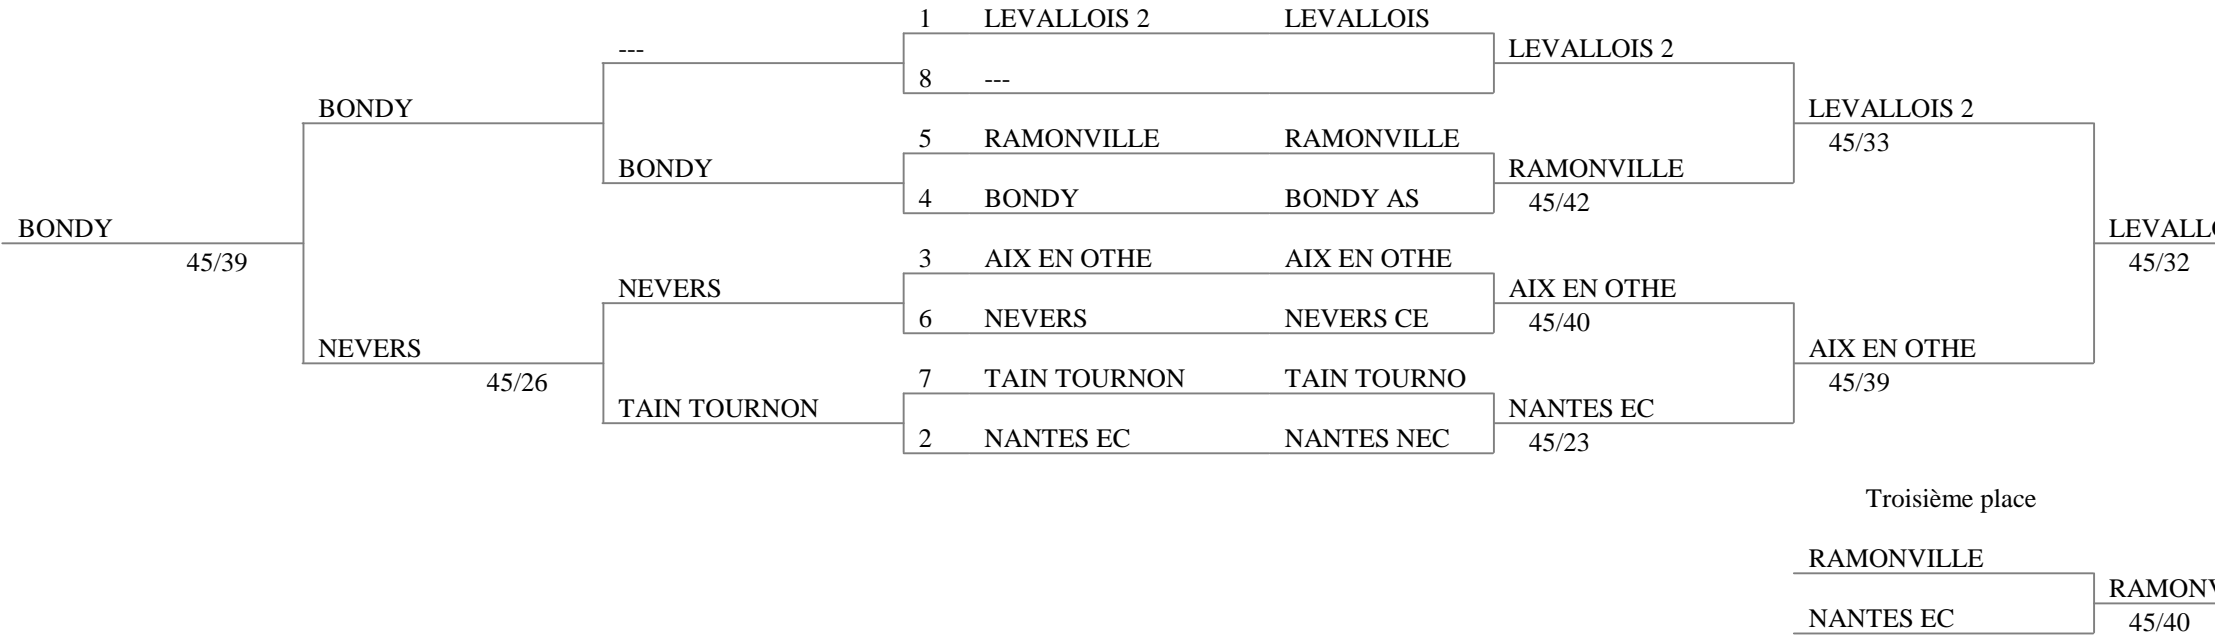 1 LEVALLOIS 2 LEVALLOIS
--- LEVALLOIS 2
8 ---
BONDY LEVALLOIS 2
5 RAMONVILLE RAMONVILLE 45/33
BONDY RAMONVILLE
4 BONDY BONDY AS 45/42
BONDY LEVALLO
45/39 3 AIX EN OTHE AIX EN OTHE 45/32
NEVERS AIX EN OTHE
6 NEVERS NEVERS CE 45/40
NEVERS AIX EN OTHE
45/26 7 TAIN TOURNON TAIN TOURNO 45/39
TAIN TOURNON NANTES EC
2 NANTES EC NANTES NEC 45/23
Troisième place
RAMONVILLE
RAMONV
NANTES EC 45/40